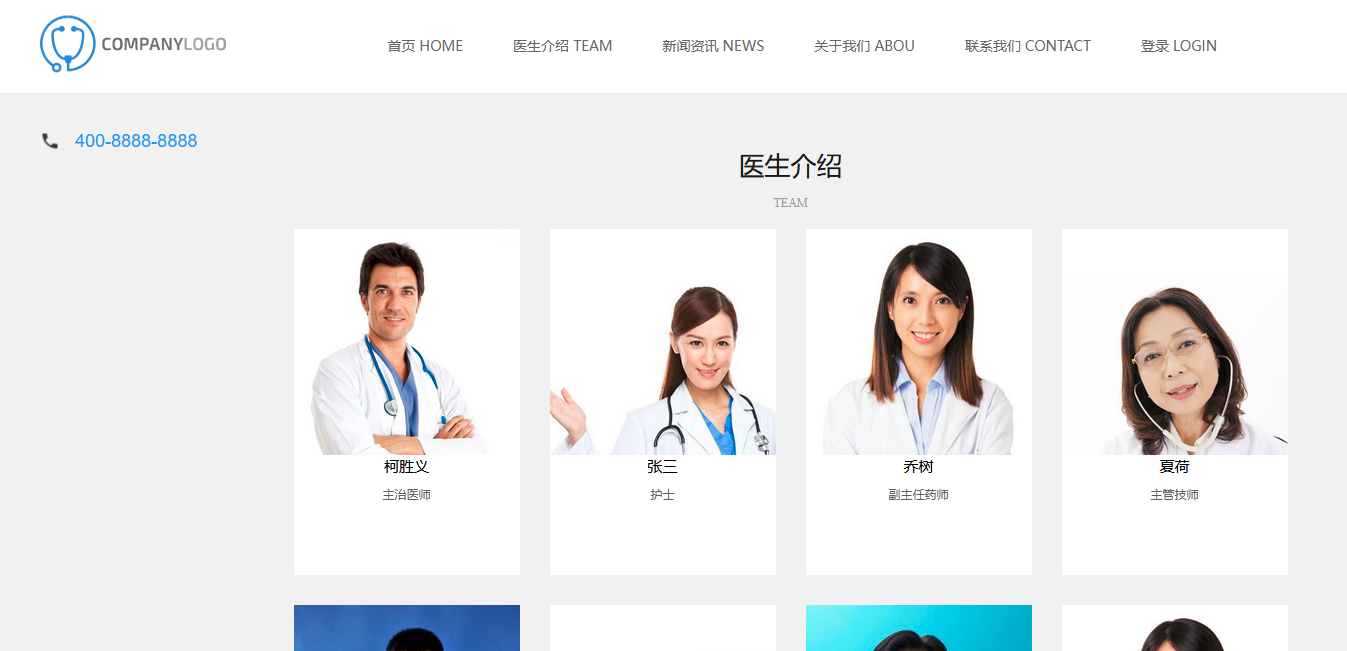 COMPANYLOGO
首页 HOME 医生介绍 TEAM 新闻资讯 NEWS 关于我们 ABOU 联系我们 CONTACT 登录 LOGIN
400-8888-8888
医生介绍
TEAM
柯胜义 张三 乔树 夏荷
主治医师 护士 副主任药师 主管技师